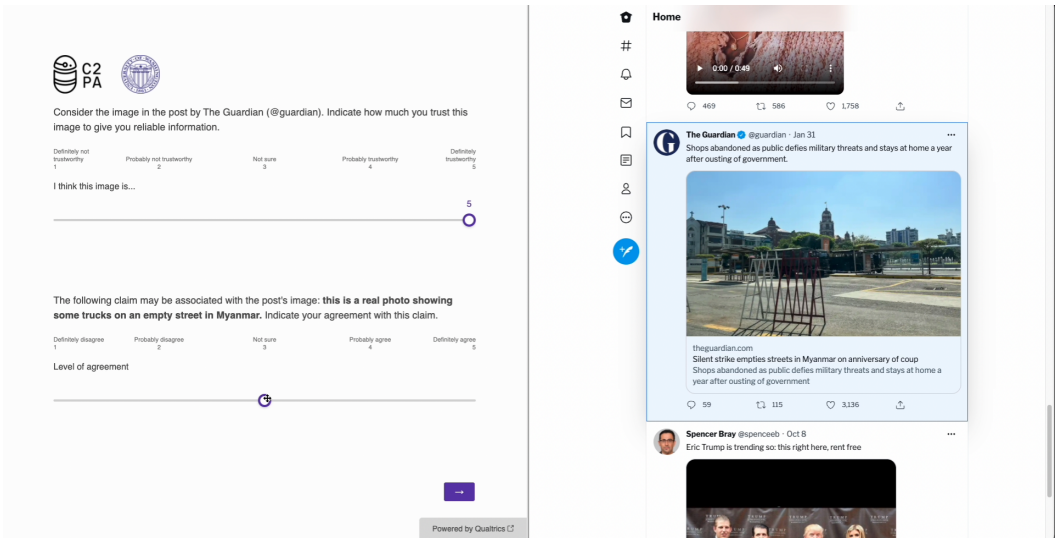 C2
PA
UNIVERSITY OF WASHINGTON
Consider the image in the post by The Guardian (@guardian). Indicate how much you trust this
image to give you reliable information.
Definitely not
trustworthy
1
Probably not trustworthy
2
Not sure
3
Probably trustworthy
4
Definitely
trustworthy
5
I think this image is...
5
The following claim may be associated with the post's image: this is a real photo showing
some trucks on an empty street in Myanmar. Indicate your agreement with this claim.
Definitely disagree
1
Probably disagree
2
Not sure
3
Probably agree
4
Definitely agree
5
Level of agreement
→
Powered by Qualtrics
Home
0:00 / 0:49
469 586 1,758
The Guardian @guardian · Jan 31
Shops abandoned as public defies military threats and stays at home a year
after ousting of government.
theguardian.com
Silent strike empties streets in Myanmar on anniversary of coup
Shops abandoned as public defies military threats and stays at home a
year after ousting of government
59 115 3,136
Spencer Bray @spenceeb · Oct 8
Eric Trump is trending so: this right here, rent free